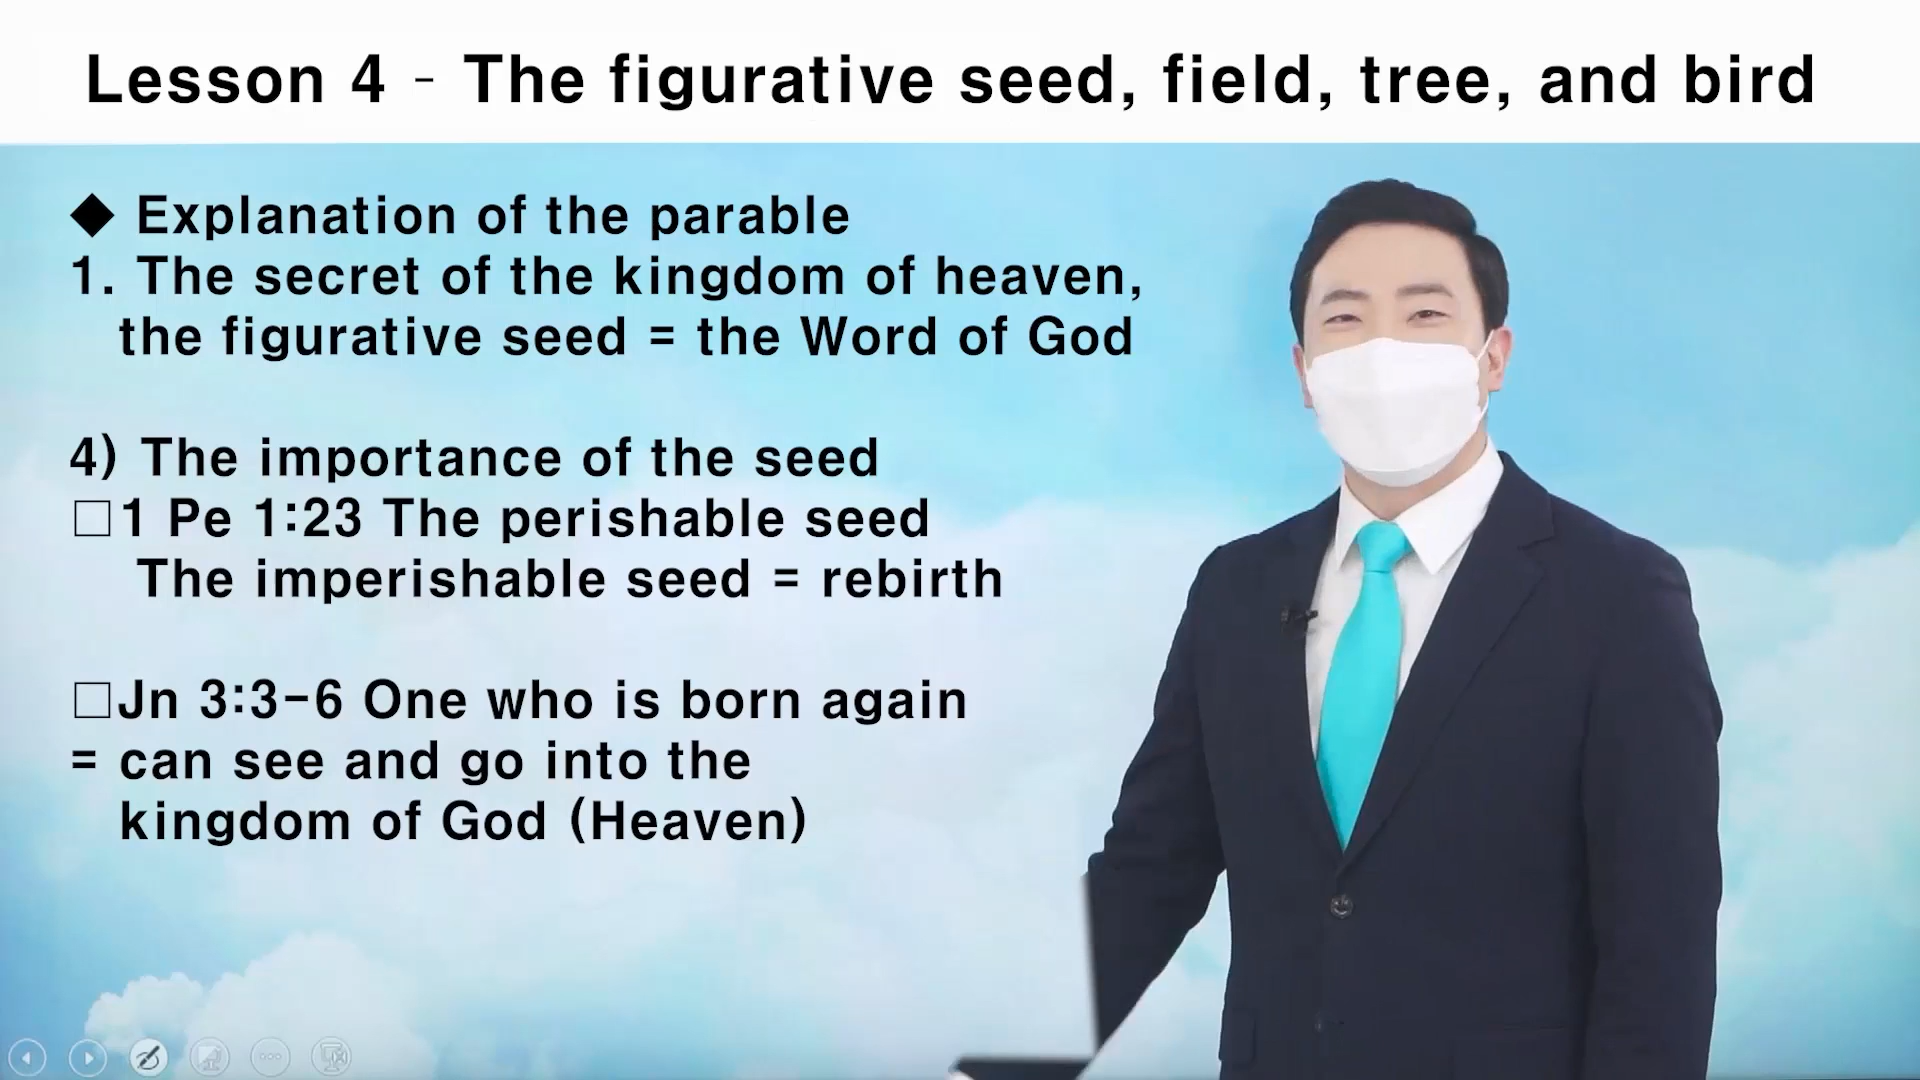 Lesson 4 - The figurative seed, field, tree, and bird
◆ Explanation of the parable
1. The secret of the kingdom of heaven,
the figurative seed = the Word of God
4) The importance of the seed
□1 Pe 1:23 The perishable seed
The imperishable seed = rebirth
□Jn 3:3-6 One who is born again
= can see and go into the
kingdom of God (Heaven)